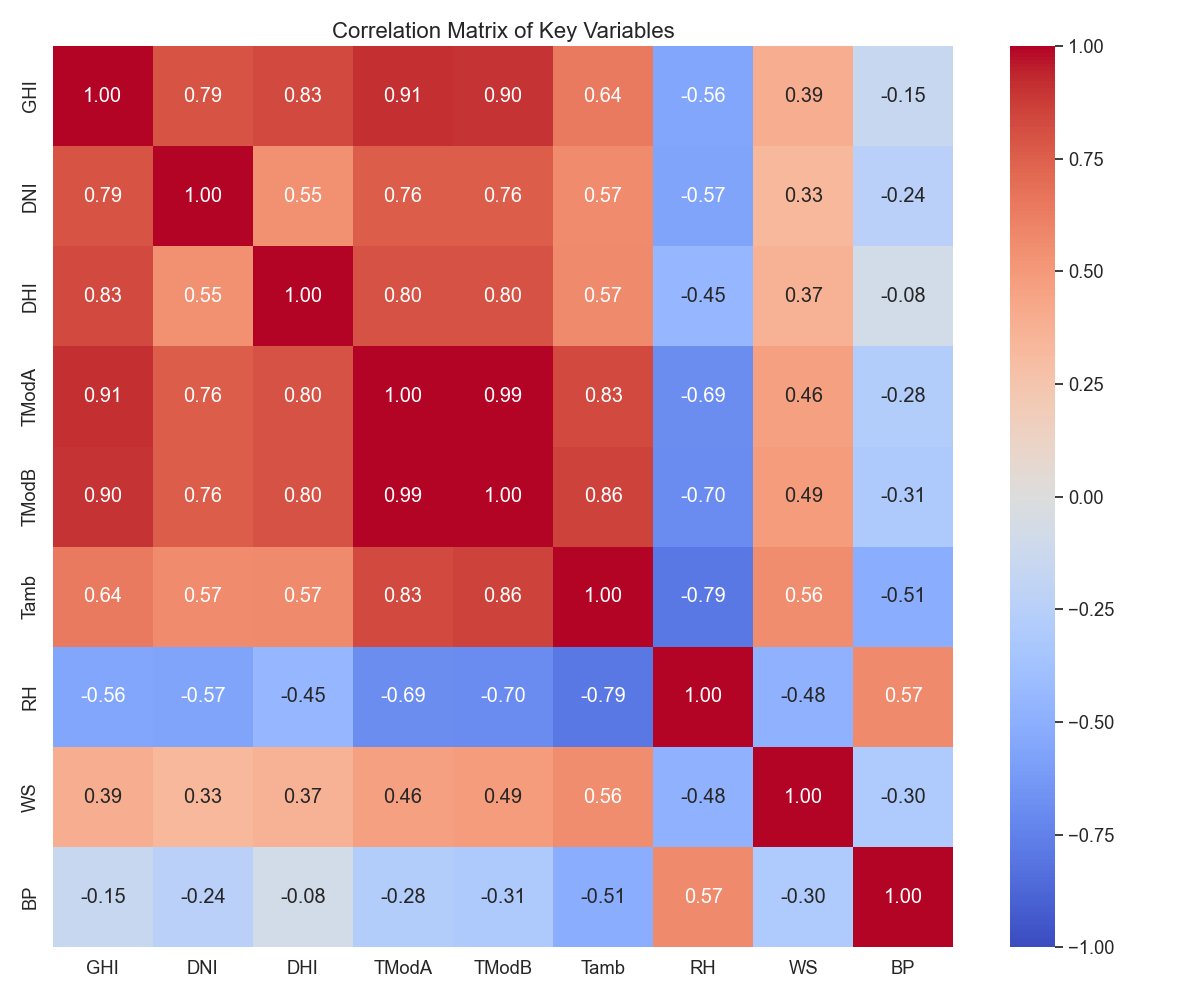 Correlation Matrix of Key Variables
GHI 1.00 0.79 0.83 0.91 0.90 0.64 -0.56 0.39 -0.15
DNI 0.79 1.00 0.55 0.76 0.76 0.57 -0.57 0.33 -0.24
DHI 0.83 0.55 1.00 0.80 0.80 0.57 -0.45 0.37 -0.08
TModA 0.91 0.76 0.80 1.00 0.99 0.83 -0.69 0.46 -0.28
TModB 0.90 0.76 0.80 0.99 1.00 0.86 -0.70 0.49 -0.31
Tamb 0.64 0.57 0.57 0.83 0.86 1.00 -0.79 0.56 -0.51
RH -0.56 -0.57 -0.45 -0.69 -0.70 -0.79 1.00 -0.48 0.57
WS 0.39 0.33 0.37 0.46 0.49 0.56 -0.48 1.00 -0.30
BP -0.15 -0.24 -0.08 -0.28 -0.31 -0.51 0.57 -0.30 1.00
GHI DNI DHI TModA TModB Tamb RH WS BP
1.00
0.75
0.50
0.25
0.00
−0.25
−0.50
−0.75
−1.00